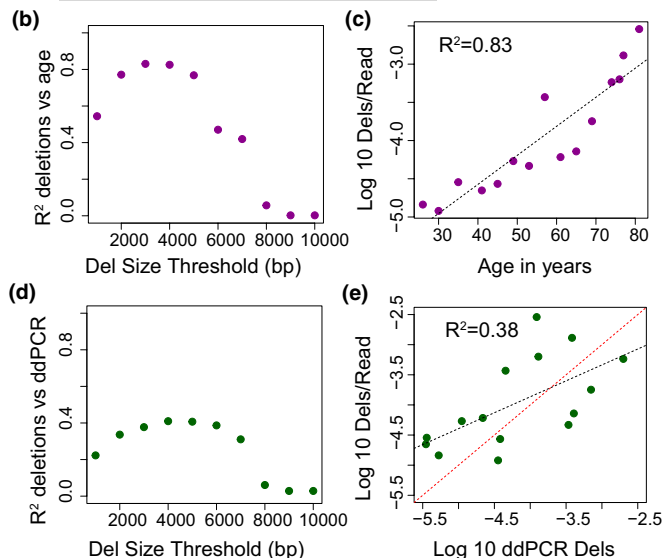 (b)
R² deletions vs age
0.0
0.4
0.8
2000 4000 6000 8000 10000
Del Size Threshold (bp)
(c)
R²=0.83
Log 10 Dels/Read
-5.0
-4.0
-3.0
30 40 50 60 70 80
Age in years
(d)
R² deletions vs ddPCR
0.0
0.4
0.8
2000 4000 6000 8000 10000
Del Size Threshold (bp)
(e)
R²=0.38
Log 10 Dels/Read
-5.5
-4.5
-3.5
-2.5
-5.5 -4.5 -3.5 -2.5
Log 10 ddPCR Dels